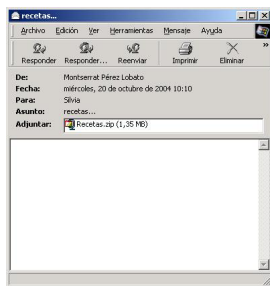 recetas...
Archivo Edición Ver Herramientas Mensaje Ayuda
Responder Responder... Reenviar Imprimir Eliminar »
De: Montserrat Pérez Lobato
Fecha: miércoles, 20 de octubre de 2004 10:10
Para: Silvia
Asunto: recetas...
Adjuntar: Recetas.zip (1,35 MB)